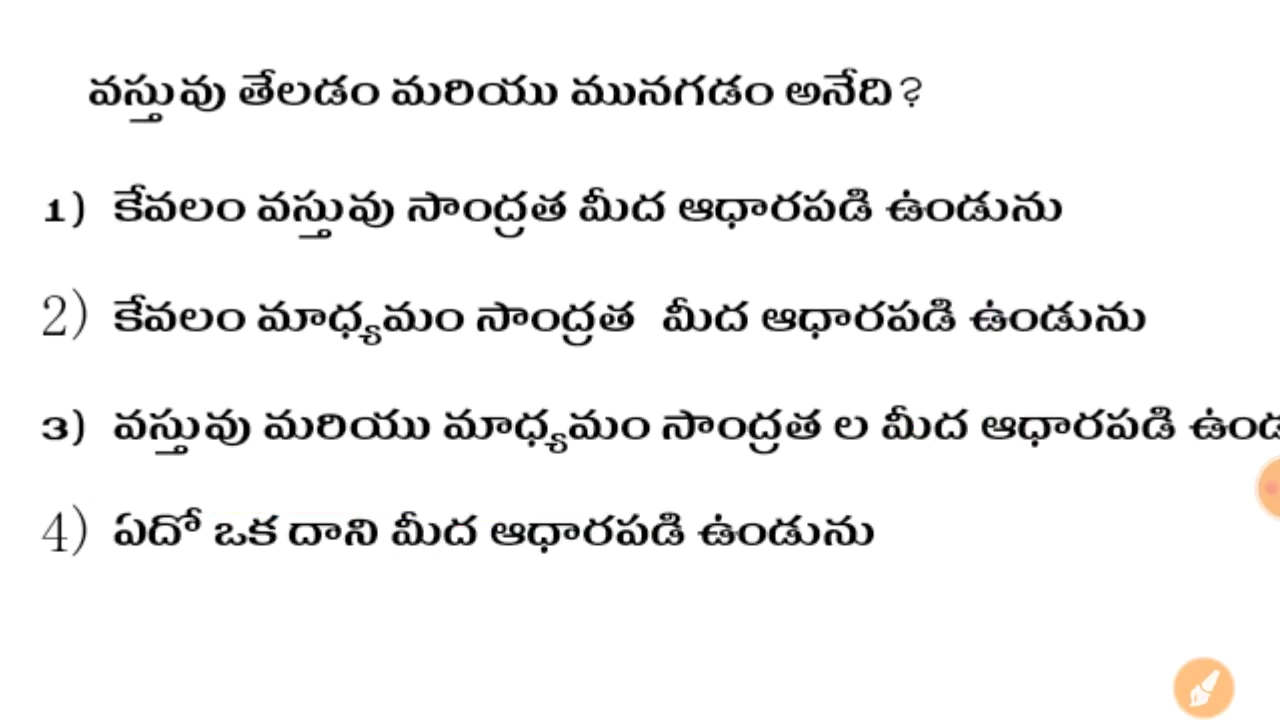 వస్తువు తేలడం మరియు మునగడం అనేది?
1) కేవలం వస్తువు సాంద్రత మీద ఆధారపడి ఉండును
2) కేవలం మాధ్యమం సాంద్రత మీద ఆధారపడి ఉండును
3) వస్తువు మరియు మాధ్యమం సాంద్రత ల మీద ఆధారపడి
4) ఏదో ఒక దాని మీద ఆధారపడి ఉండును